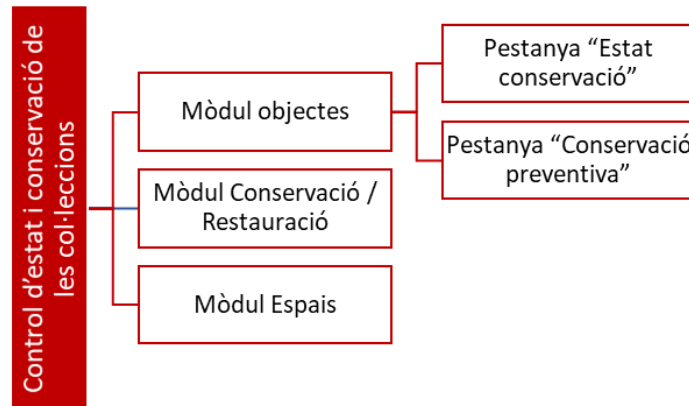 Control d’estat i conservació de
les col·leccions
Mòdul objectes
Pestanya “Estat
conservació”
Pestanya “Conservació
preventiva”
Mòdul Conservació /
Restauració
Mòdul Espais